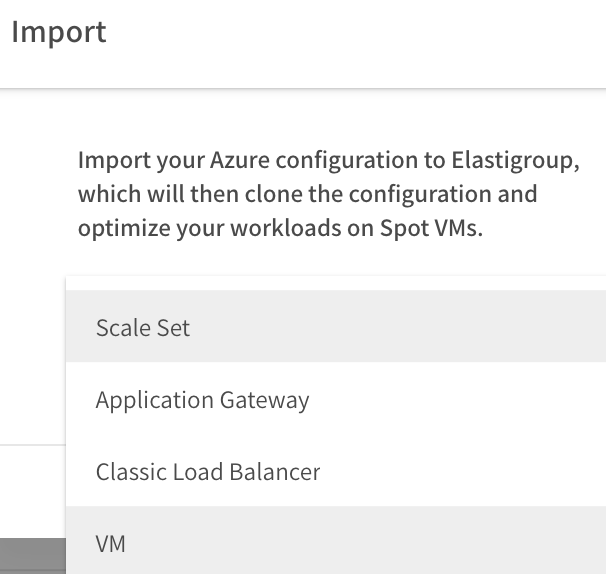 Import
Import your Azure configuration to Elastigroup,
which will then clone the configuration and
optimize your workloads on Spot VMs.
Scale Set
Application Gateway
Classic Load Balancer
VM